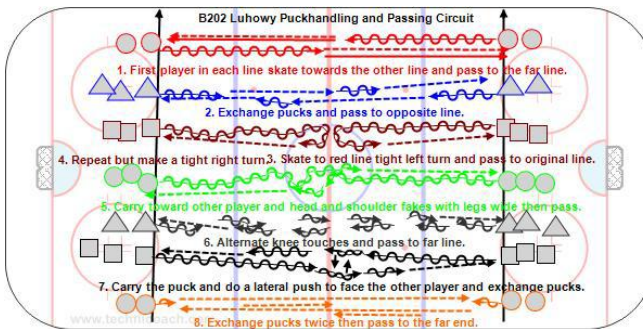 B202 Luhowy Puckhandling and Passing Circuit
1. First player in each line skate towards the other line and pass to the far line.
2. Exchange pucks and pass to opposite line.
4. Repeat but make a tight right turn. 3. Skate to red line tight left turn and pass to original line.
5. Carry toward other player and head and shoulder fakes with legs wide then pass.
6. Alternate knee touches and pass to far line.
7. Carry the puck and do a lateral push to face the other player and exchange pucks.
8. Exchange pucks twice then pass to the far end.